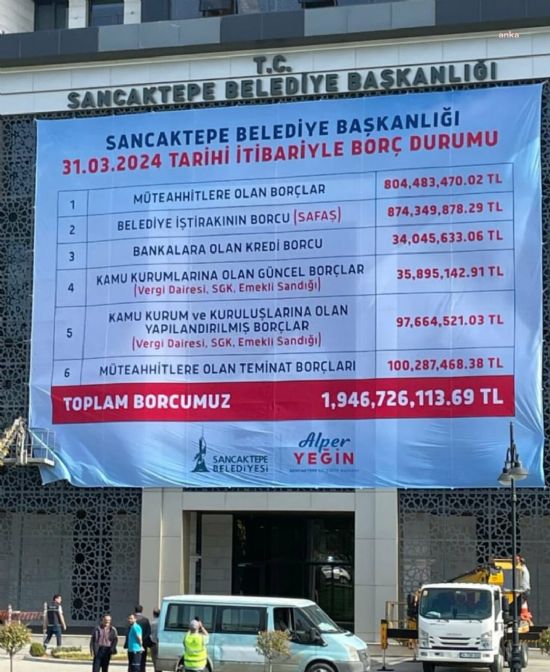 anka
T.C.
SANCAKTEPE BELEDİYE BAŞKANLIĞI
SANCAKTEPE BELEDİYE BAŞKANLIĞI
31.03.2024 TARİHİ İTİBARİYLE BORÇ DURUMU
1 MÜTEAHHİTLERE OLAN BORÇLAR 804,483,470.02 TL
2 BELEDİYE İŞTİRAKININ BORCU (SAFAŞ) 874,349,878.29 TL
3 BANKALARA OLAN KREDİ BORCU 34,045,633.06 TL
4 KAMU KURUMLARINA OLAN GÜNCEL BORÇLAR 35,895,142.91 TL
(Vergi Dairesi, SGK, Emekli Sandığı)
5 KAMU KURUM ve KURULUŞLARINA OLAN
YAPILANDIRILMIŞ BORÇLAR 97,664,521.03 TL
(Vergi Dairesi, SGK, Emekli Sandığı)
6 MÜTEAHHİTLERE OLAN TEMİNAT BORÇLARI 100,287,468.38 TL
TOPLAM BORCUMUZ 1,946,726,113.69 TL
SANCAKTEPE
BELEDİYESİ
Alper
YEĞİN
ISUZU